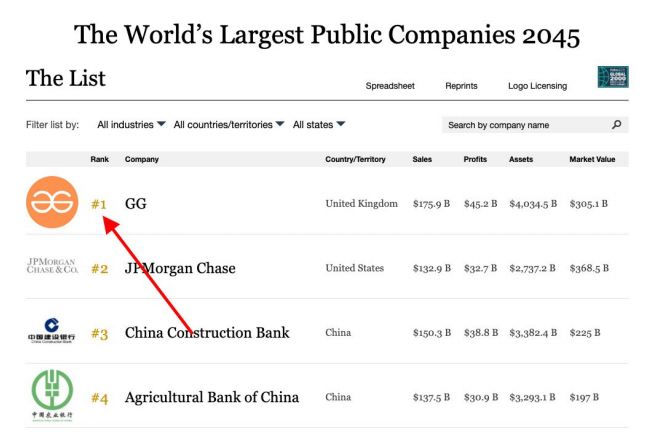 The World’s Largest Public Companies 2045
The List
Spreadsheet Reprints Logo Licensing
GLOBAL
2000
Filter list by: All industries All countries/territories All states Search by company name
Rank Company Country/Territory Sales Profits Assets Market Value
#1 GG United Kingdom $175.9 B $45.2 B $4,034.5 B $305.1 B
JPMORGAN
CHASE & CO.
#2 JPMorgan Chase United States $132.9 B $32.7 B $2,737.2 B $368.5 B
中国建设银行
China Construction Bank
#3 China Construction Bank China $150.3 B $38.8 B $3,382.4 B $225 B
中国农业银行
#4 Agricultural Bank of China China $137.5 B $30.9 B $3,293.1 B $197 B